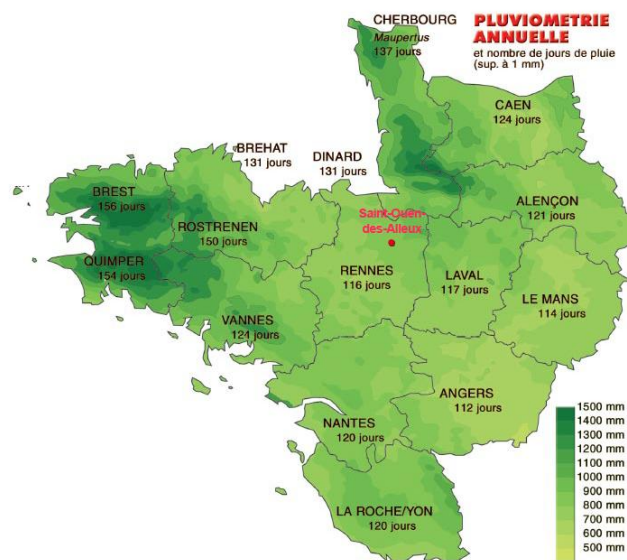 CHERBOURG
Maupertus
137 jours
PLUVIOMETRIE
ANNUELLE
et nombre de jours de pluie
(sup. à 1 mm)
CAEN
124 jours
BREHAT
131 jours
DINARD
131 jours
BREST
156 jours
ROSTRENEN
150 jours
ALENÇON
121 jours
Saint-Ouen-
des-Alleux
QUIMPER
154 jours
RENNES
116 jours
LAVAL
117 jours
LE MANS
114 jours
VANNES
124 jours
ANGERS
112 jours
NANTES
120 jours
LA ROCHE/YON
120 jours
1500 mm
1400 mm
1300 mm
1200 mm
1100 mm
1000 mm
900 mm
800 mm
700 mm
600 mm
500 mm